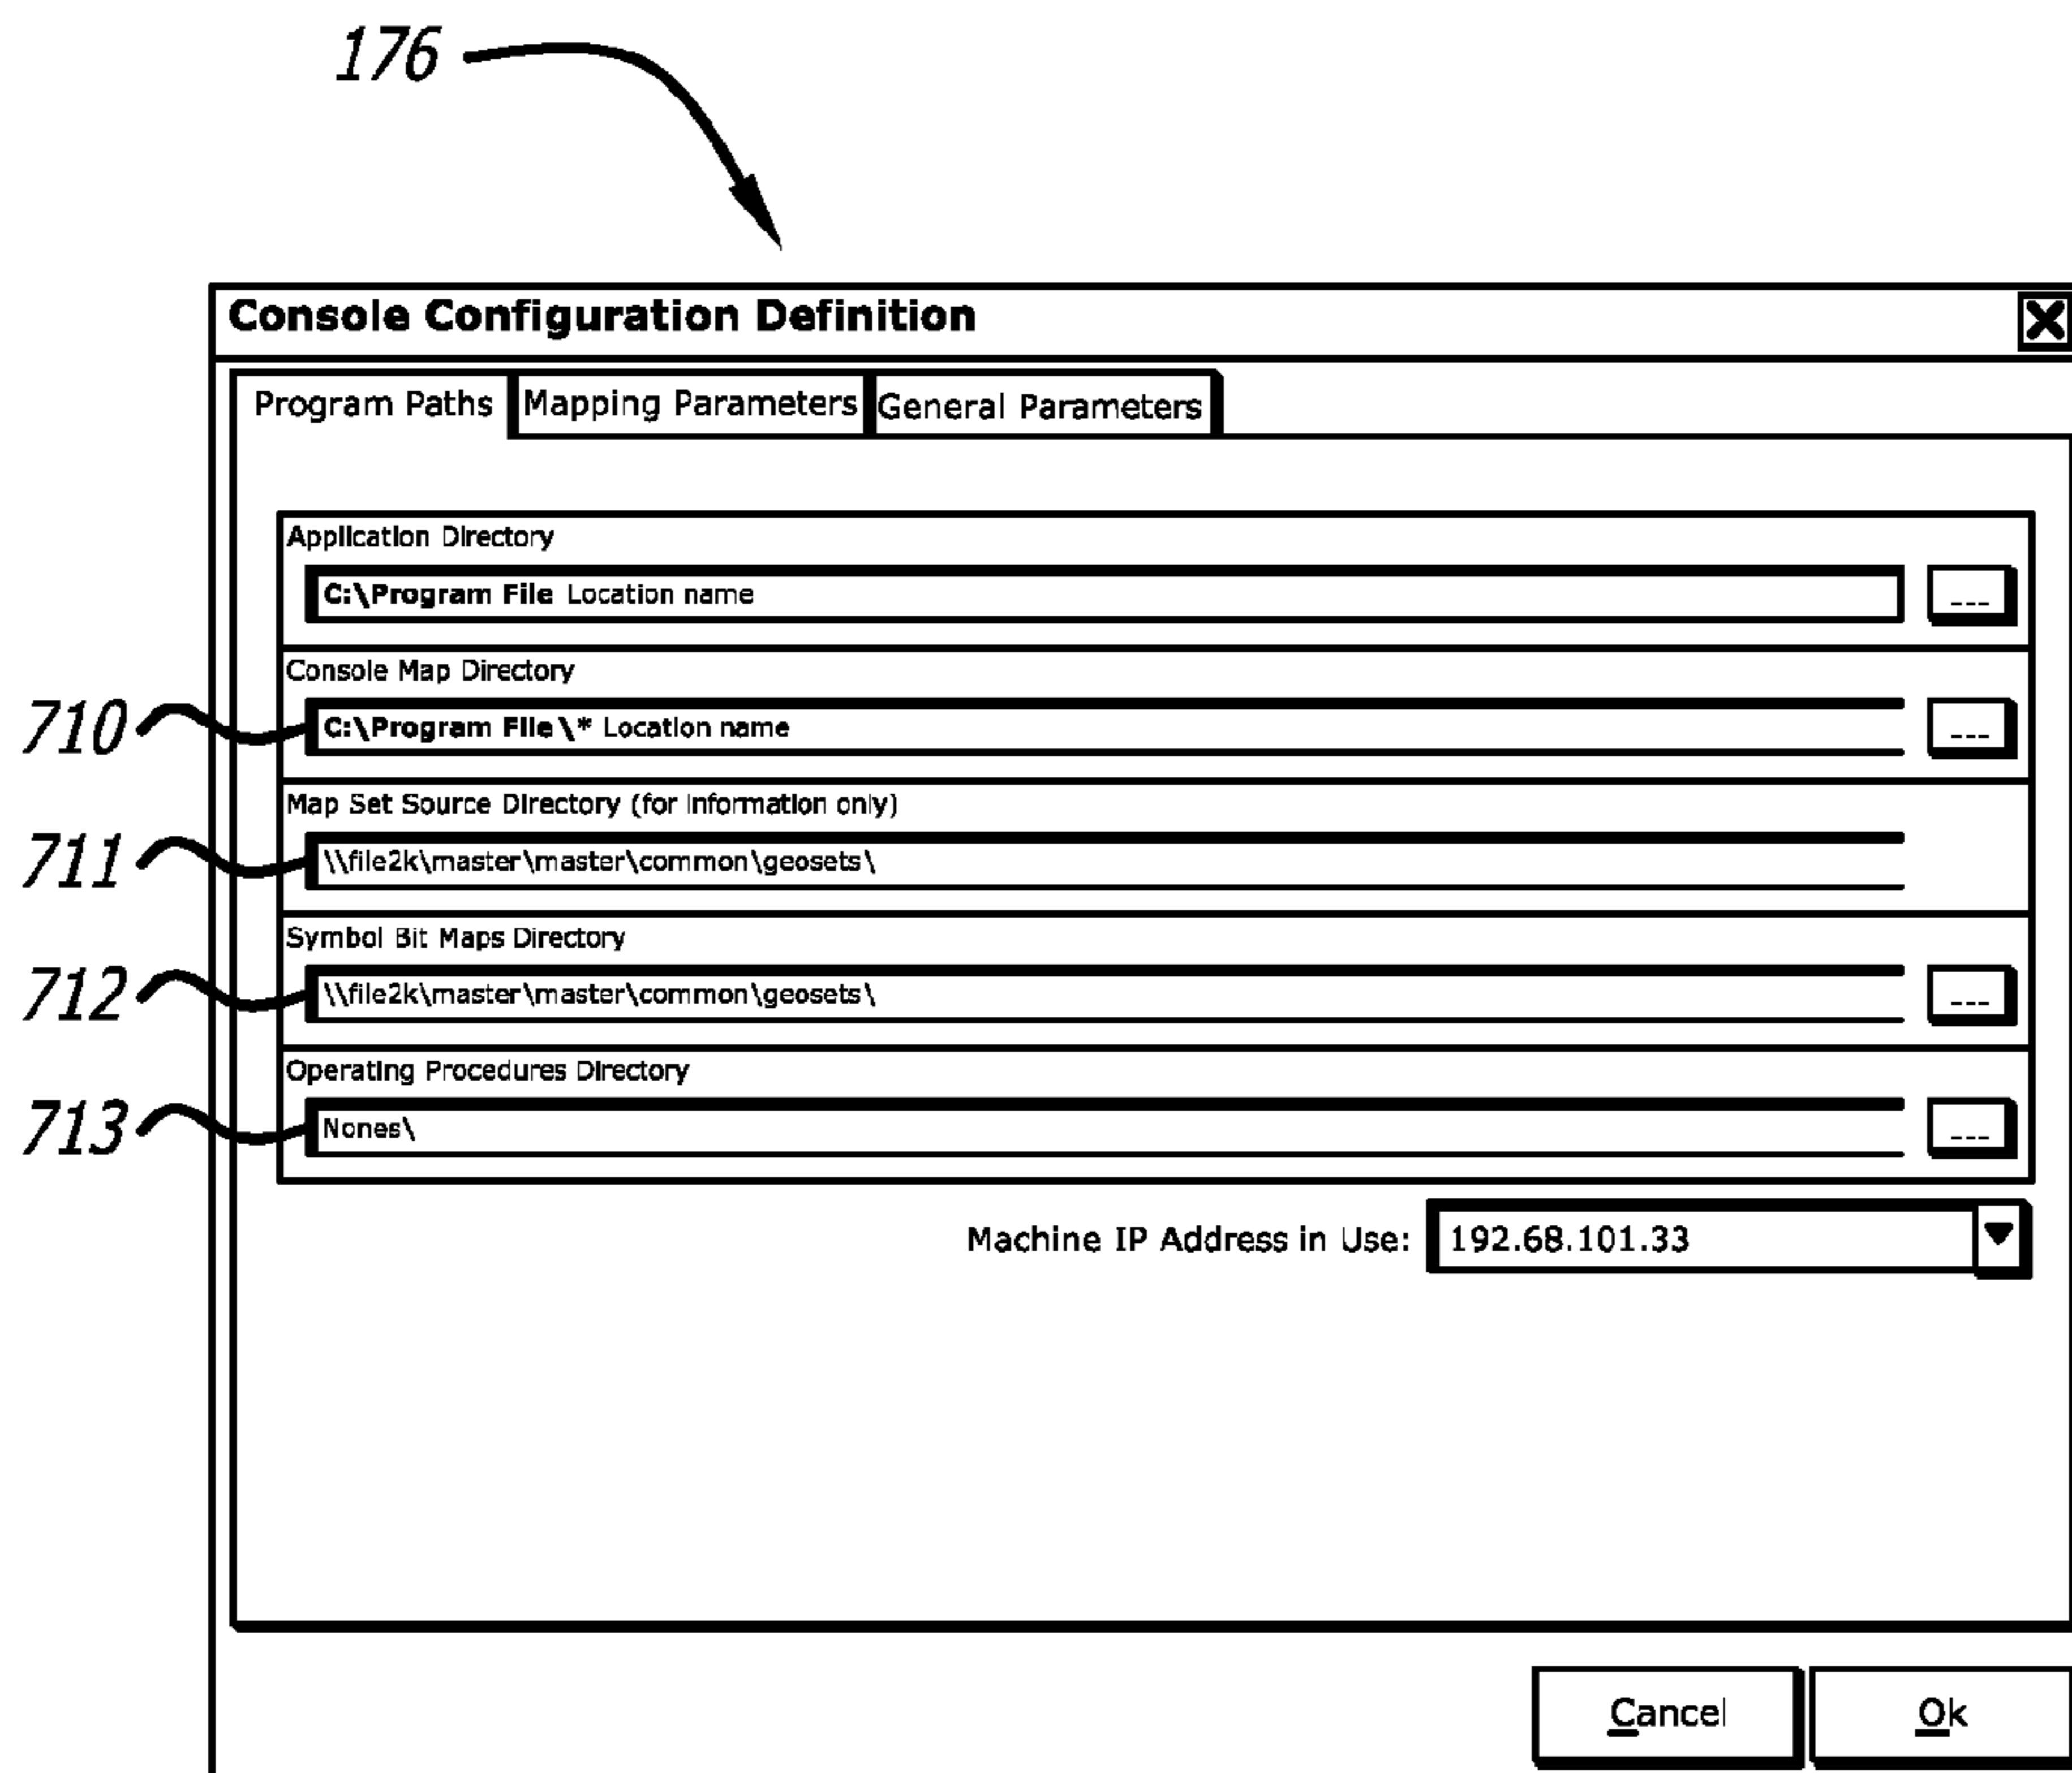 176
Console Configuration Definition
Program Paths Mapping Parameters General Parameters
Application Directory
C:\Program File Location name ---
Console Map Directory
710 C:\Program File\* Location name ---
Map Set Source Directory (for information only)
711 \\file2k\master\master\common\geosets\
Symbol Bit Maps Directory
712 \\file2k\master\master\common\geosets\ ---
Operating Procedures Directory
713 Nones\ ---
Machine IP Address in Use: 192.68.101.33
Cancel Ok